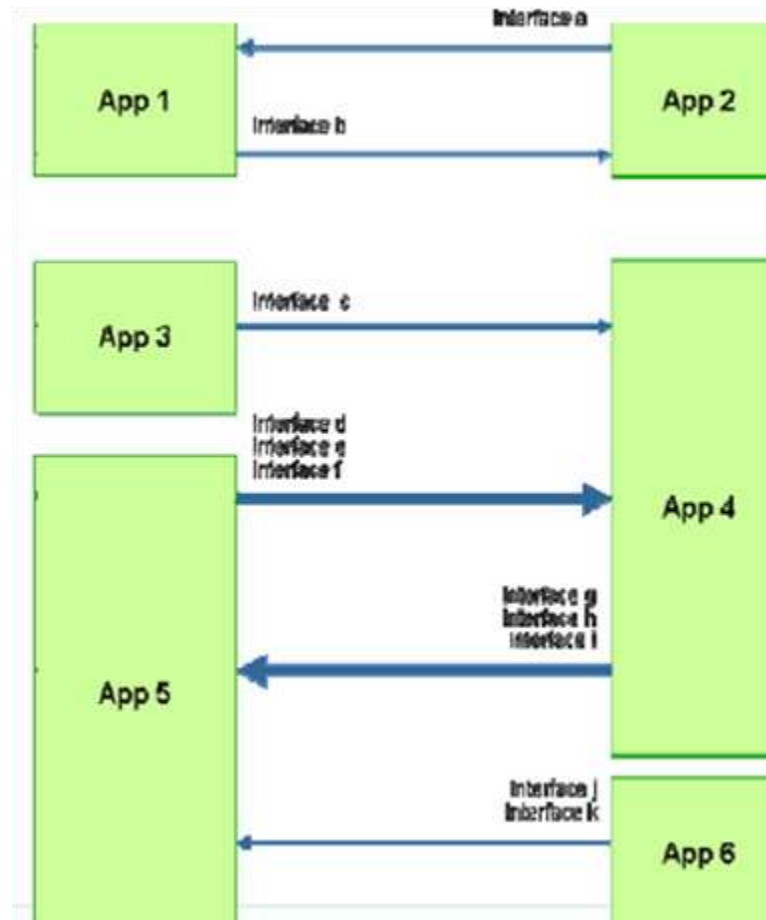 Interface a
App 1
App 2
Interface b
Interface c
App 3
Interface d
Interface e
Interface f
App 4
Interface g
Interface h
Interface i
App 5
Interface j
Interface k
App 6